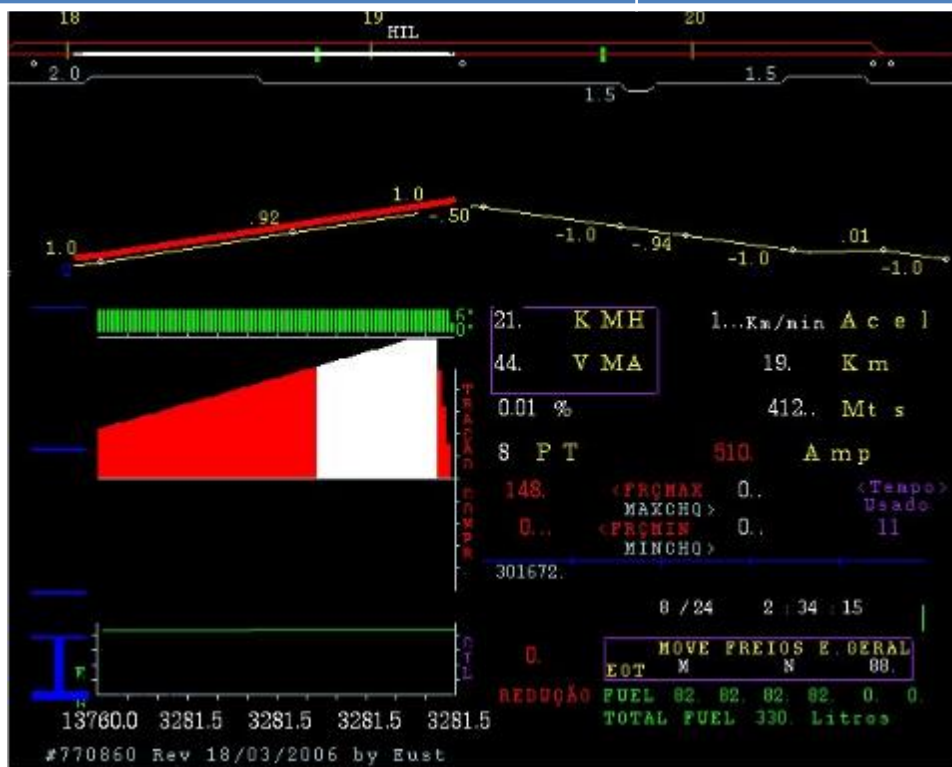 18 19 20
HIL
2.0 1.5 1.5
1.0 .92 1.0 -.50 -1.0 -.94 -1.0 .01 -1.0
0
21. KMH 1...Km/min Acel
44. VMA 19. Km
0.01 % 412.. Mts
8 PT 510. Amp
148. <FRÇMAX 0.. <Tempo>
MAXCHQ> Usado
0... <FRÇMIN 0.. 11
MINCHQ>
301672.
TRAÇÃO COMPR.
8 / 24 2 : 34 : 15
0. MOVE FREIOS E.GERAL
EOT M N 88.
REDUÇÃO FUEL 82. 82. 82. 82. 0. 0.
TOTAL FUEL 330. Litros
13760.0 3281.5 3281.5 3281.5 3281.5
#770860 Rev 18/03/2006 by Eust